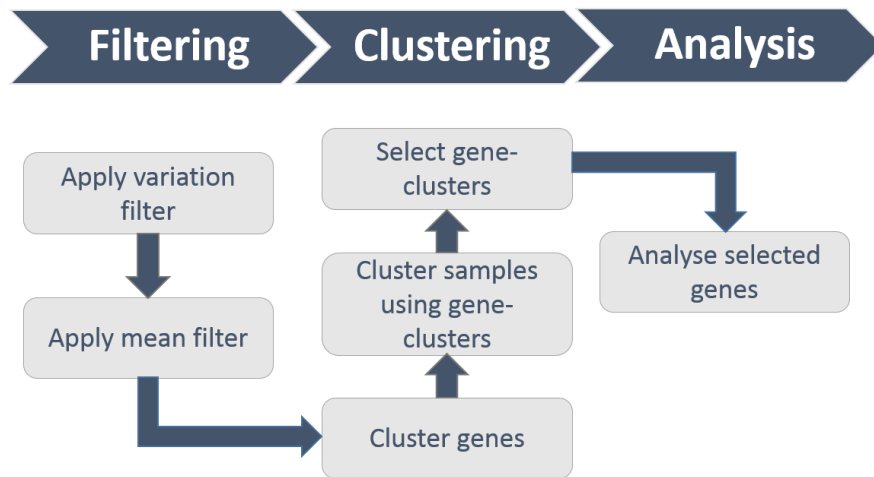 Filtering
Clustering
Analysis
Apply variation
filter
Apply mean filter
Cluster genes
Cluster samples
using gene-
clusters
Select gene-
clusters
Analyse selected
genes